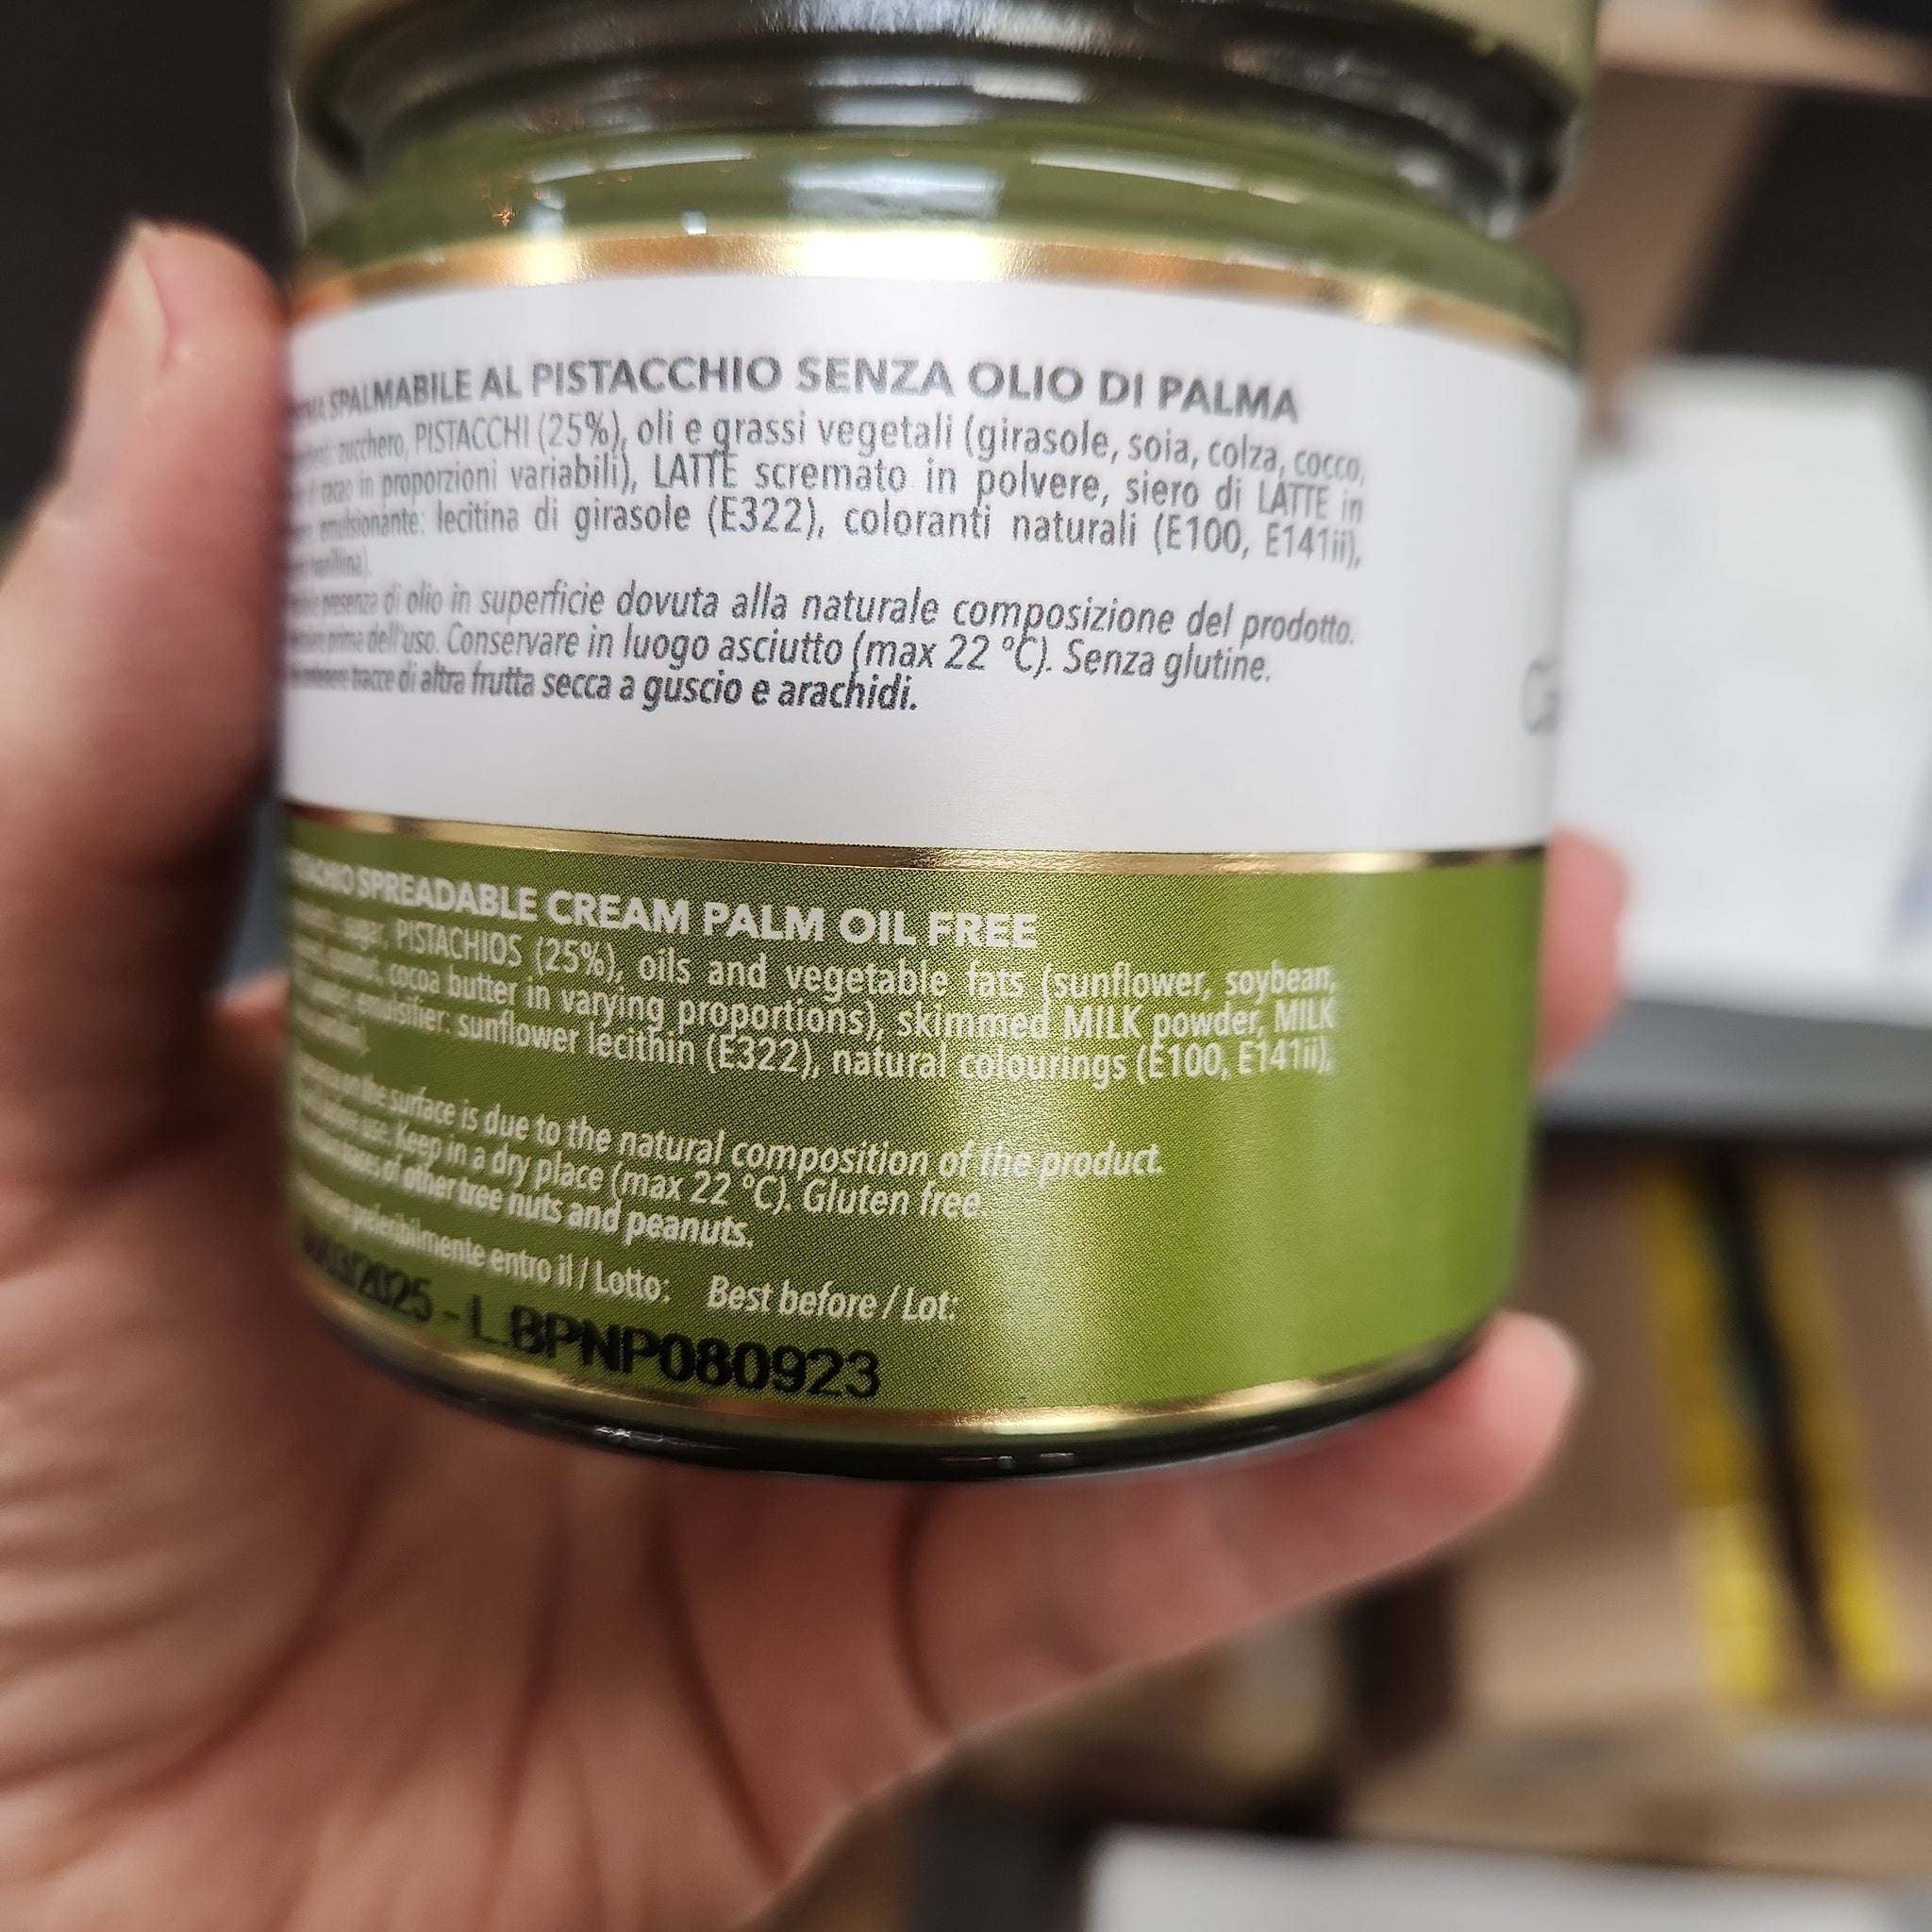 SPALMABILE AL PISTACCHIO SENZA OLIO DI PALMA
zucchero, PISTACCHI (25%), oli e grassi vegetali (girasole, soia, colza, cocco,
cacao in proporzioni variabili), LATTE scremato in polvere, siero di LATTE in
emulsionante: lecitina di girasole (E322), coloranti naturali (E100, E141ii),
presenza di olio in superficie dovuta alla naturale composizione del prodotto.
prima dell'uso. Conservare in luogo asciutto (max 22 °C). Senza glutine.
tracce di altra frutta secca a guscio e arachidi.
SPREADABLE CREAM PALM OIL FREE
sugar, PISTACHIOS (25%), oils and vegetable fats (sunflower, soybean,
cocoa butter in varying proportions), skimmed MILK powder, MILK
emulsifier: sunflower lecithin (E322), natural colourings (E100, E141ii),
on the surface is due to the natural composition of the product.
use. Keep in a dry place (max 22 °C). Gluten free.
traces of other tree nuts and peanuts.
preferibilmente entro il / Lotto: Best before / Lot:
/03/2025 - L.BPNP080923